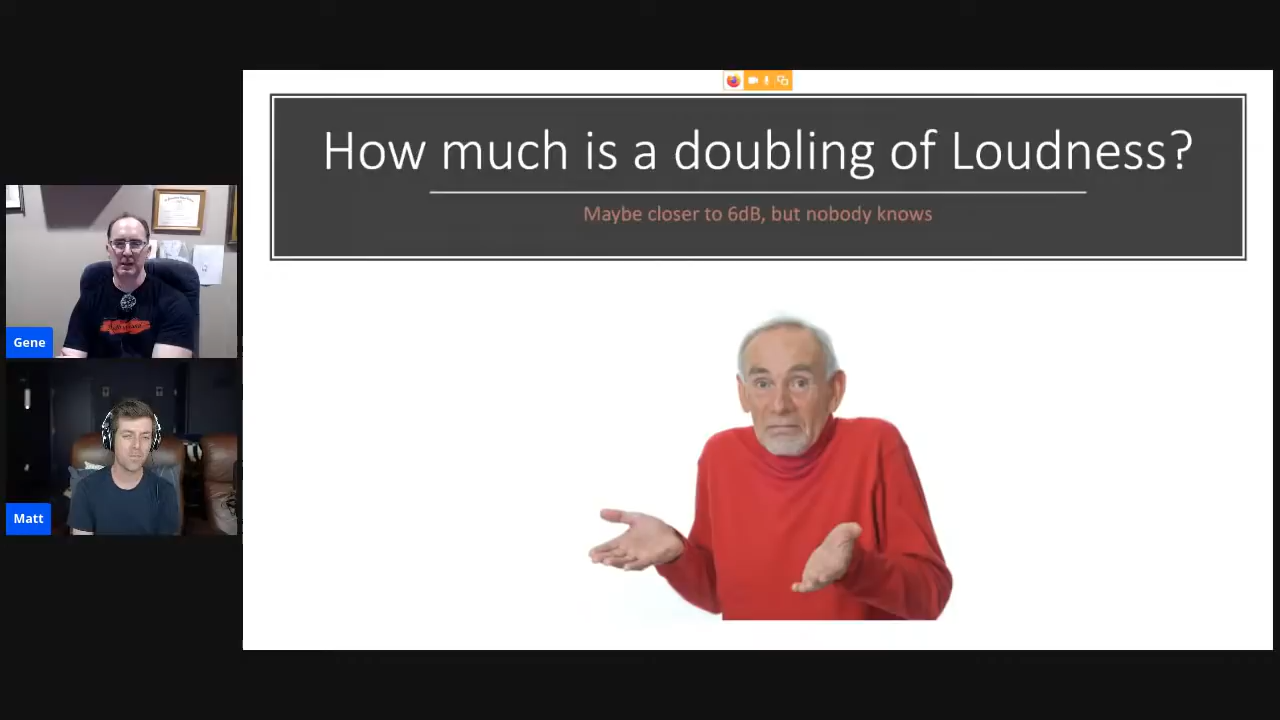 How much is a doubling of Loudness?
Maybe closer to 6dB, but nobody knows
Gene
Matt